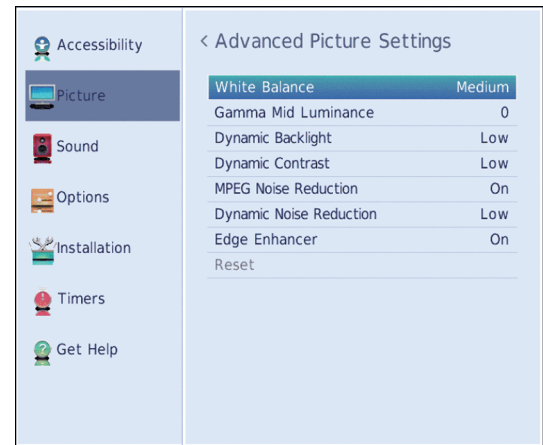 Accessibility
Picture
Sound
Options
Installation
Timers
Get Help
< Advanced Picture Settings
White Balance Medium
Gamma Mid Luminance 0
Dynamic Backlight Low
Dynamic Contrast Low
MPEG Noise Reduction On
Dynamic Noise Reduction Low
Edge Enhancer On
Reset